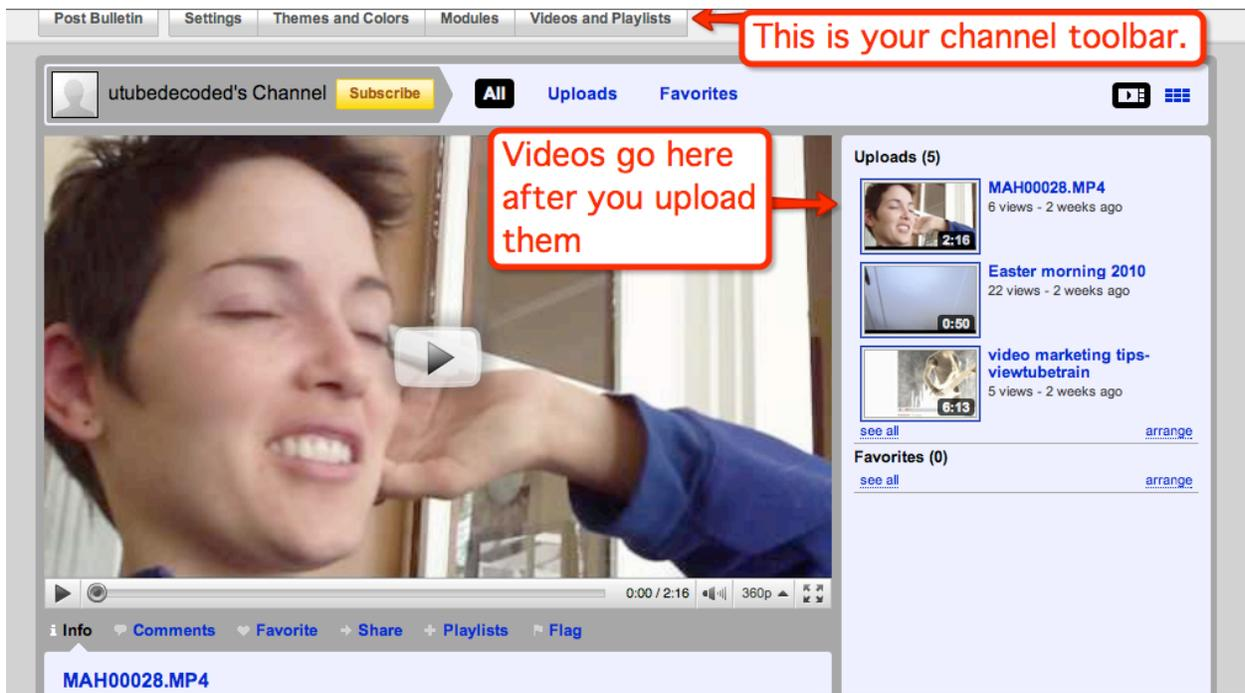 Post Bulletin Settings Themes and Colors Modules Videos and Playlists
This is your channel toolbar.
utubedecoded's Channel Subscribe All Uploads Favorites
Videos go here
after you upload
them
Uploads (5)
MAH00028.MP4
6 views - 2 weeks ago
2:16
Easter morning 2010
22 views - 2 weeks ago
0:50
video marketing tips-
viewtubetrain
5 views - 2 weeks ago
6:13
see all arrange
Favorites (0)
see all arrange
0:00 / 2:16 360p
Info Comments Favorite Share Playlists Flag
MAH00028.MP4